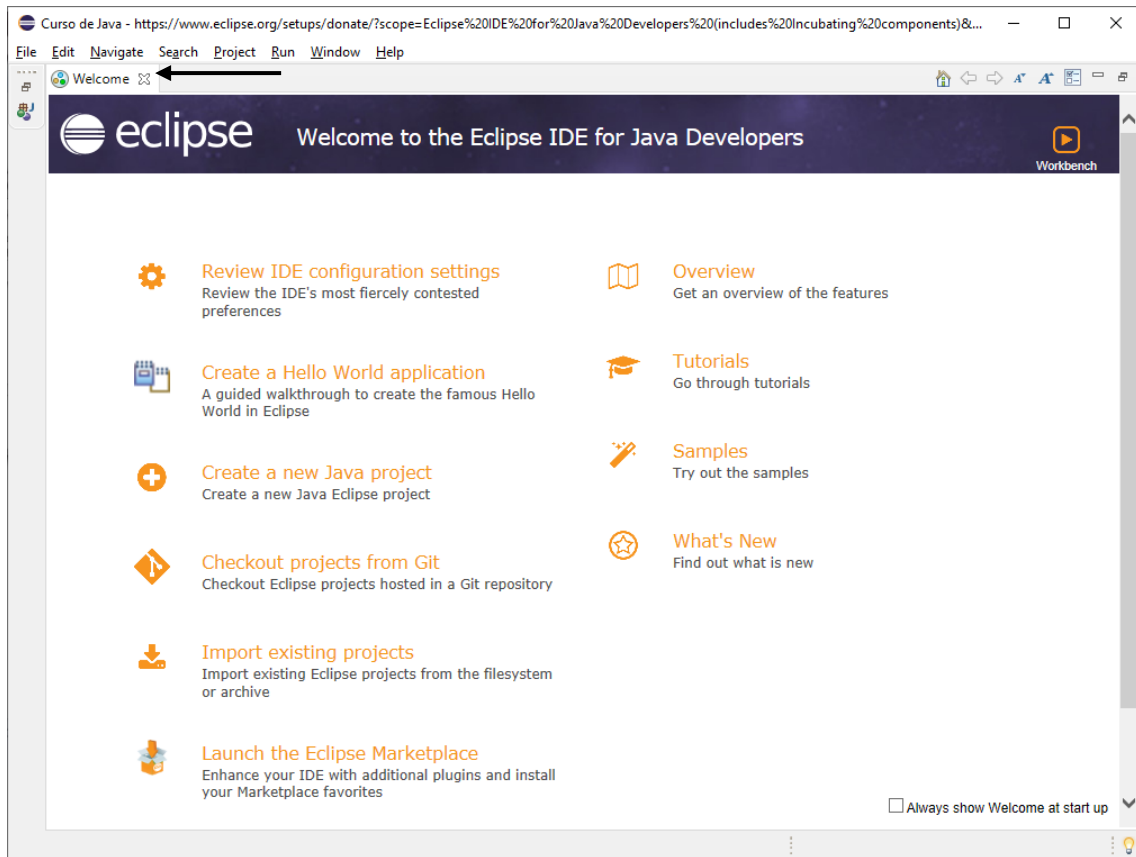 Curso de Java - https://www.eclipse.org/setups/donate/?scope=Eclipse%20IDE%20for%20Java%20Developers%20(includes%20Incubating%20components)&...
File Edit Navigate Search Project Run Window Help
Welcome
eclipse
Welcome to the Eclipse IDE for Java Developers
Workbench
Review IDE configuration settings
Review the IDE's most fiercely contested
preferences
Create a Hello World application
A guided walkthrough to create the famous Hello
World in Eclipse
Create a new Java project
Create a new Java Eclipse project
Checkout projects from Git
Checkout Eclipse projects hosted in a Git repository
Import existing projects
Import existing Eclipse projects from the filesystem
or archive
Launch the Eclipse Marketplace
Enhance your IDE with additional plugins and install
your Marketplace favorites
Overview
Get an overview of the features
Tutorials
Go through tutorials
Samples
Try out the samples
What's New
Find out what is new
Always show Welcome at start up